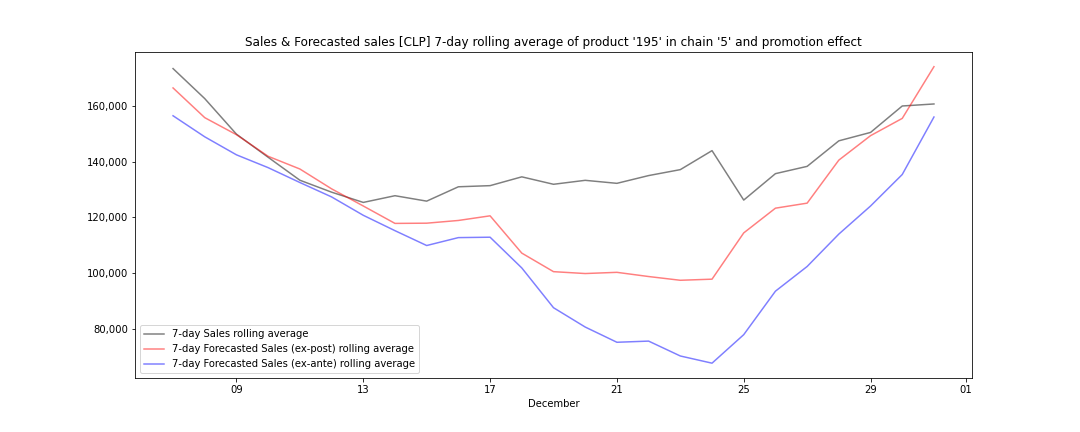 Sales & Forecasted sales [CLP] 7-day rolling average of product '195' in chain '5' and promotion effect
160,000
140,000
120,000
100,000
80,000
7-day Sales rolling average
7-day Forecasted Sales (ex-post) rolling average
7-day Forecasted Sales (ex-ante) rolling average
09 13 17 21 25 29 01
December